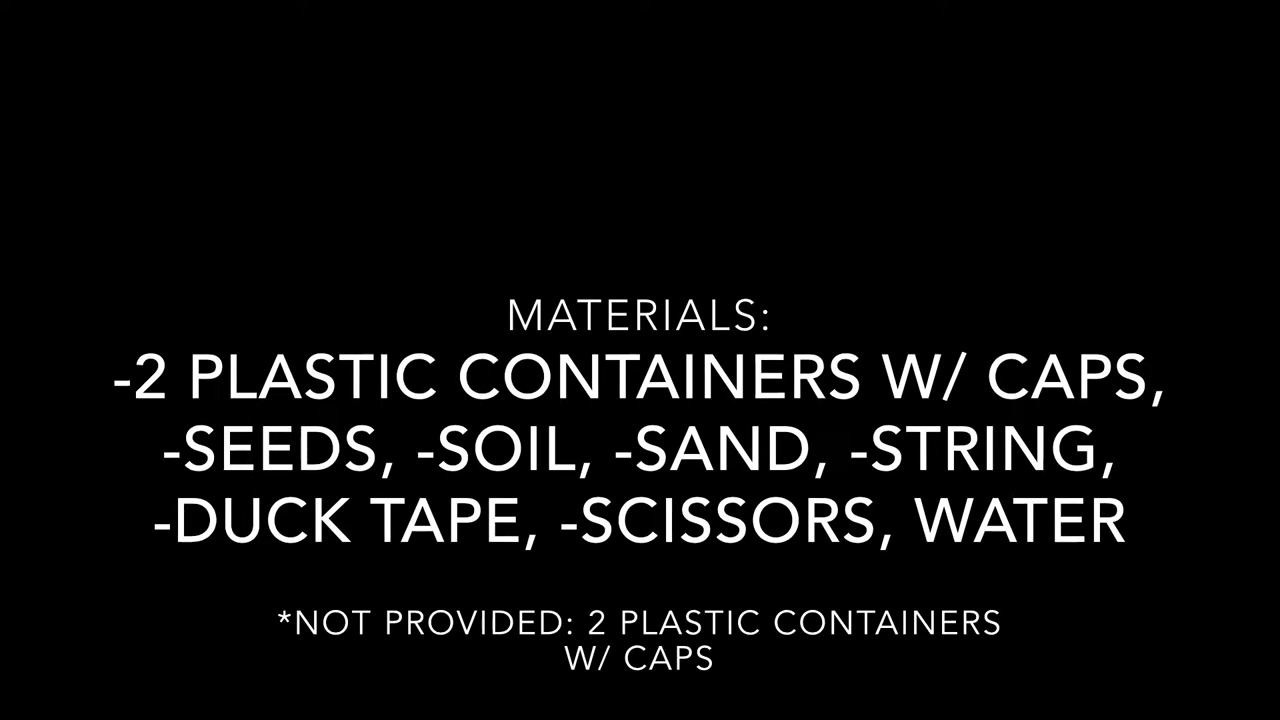 MATERIALS:
-2 PLASTIC CONTAINERS W/ CAPS,
-SEEDS, -SOIL, -SAND, -STRING,
-DUCK TAPE, -SCISSORS, WATER
*NOT PROVIDED: 2 PLASTIC CONTAINERS
W/ CAPS